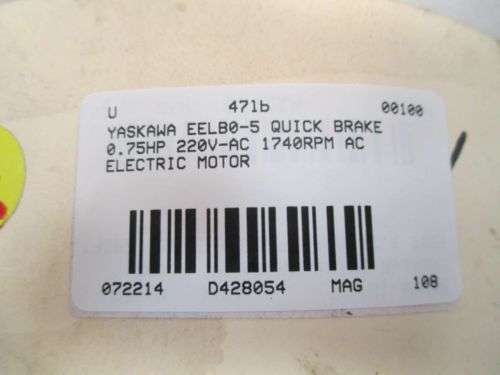 U 471b 00100
YASKAWA EELB0-5 QUICK BRAKE
0.75HP 220V-AC 1740RPM AC
ELECTRIC MOTOR
072214 D428054 MAG 108